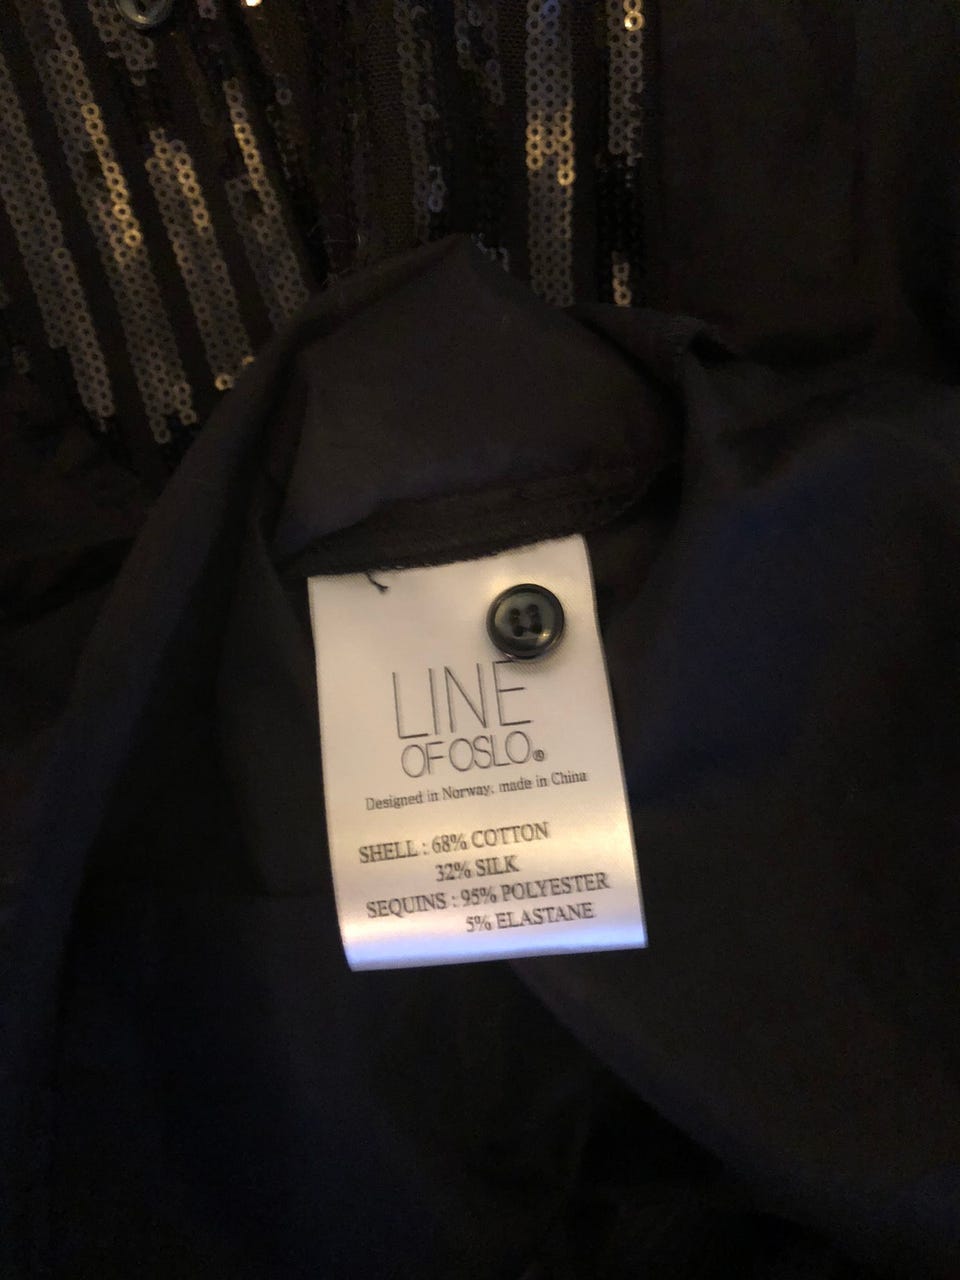 LINE
OF OSLO®
Designed in Norway, made in China
SHELL : 68% COTTON
32% SILK
SEQUINS : 95% POLYESTER
5% ELASTANE